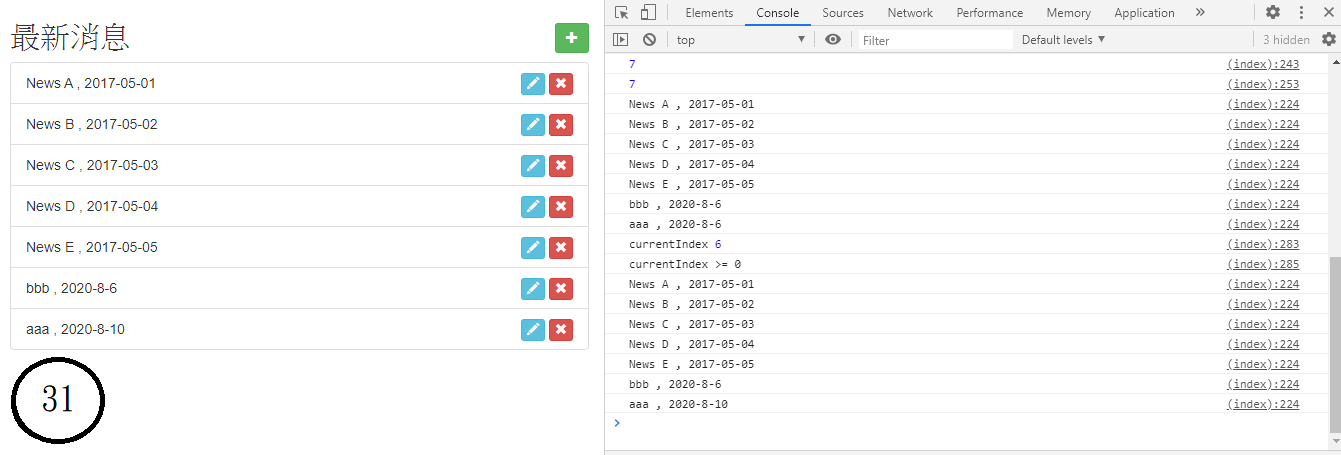 最新消息
News A , 2017-05-01
News B , 2017-05-02
News C , 2017-05-03
News D , 2017-05-04
News E , 2017-05-05
bbb , 2020-8-6
aaa , 2020-8-10
31
Elements Console Sources Network Performance Memory Application
top Filter Default levels 3 hidden
7 (index):243
7 (index):253
News A , 2017-05-01 (index):224
News B , 2017-05-02 (index):224
News C , 2017-05-03 (index):224
News D , 2017-05-04 (index):224
News E , 2017-05-05 (index):224
bbb , 2020-8-6 (index):224
aaa , 2020-8-6 (index):224
currentIndex 6 (index):283
currentIndex >= 0 (index):285
News A , 2017-05-01 (index):224
News B , 2017-05-02 (index):224
News C , 2017-05-03 (index):224
News D , 2017-05-04 (index):224
News E , 2017-05-05 (index):224
bbb , 2020-8-6 (index):224
aaa , 2020-8-10 (index):224